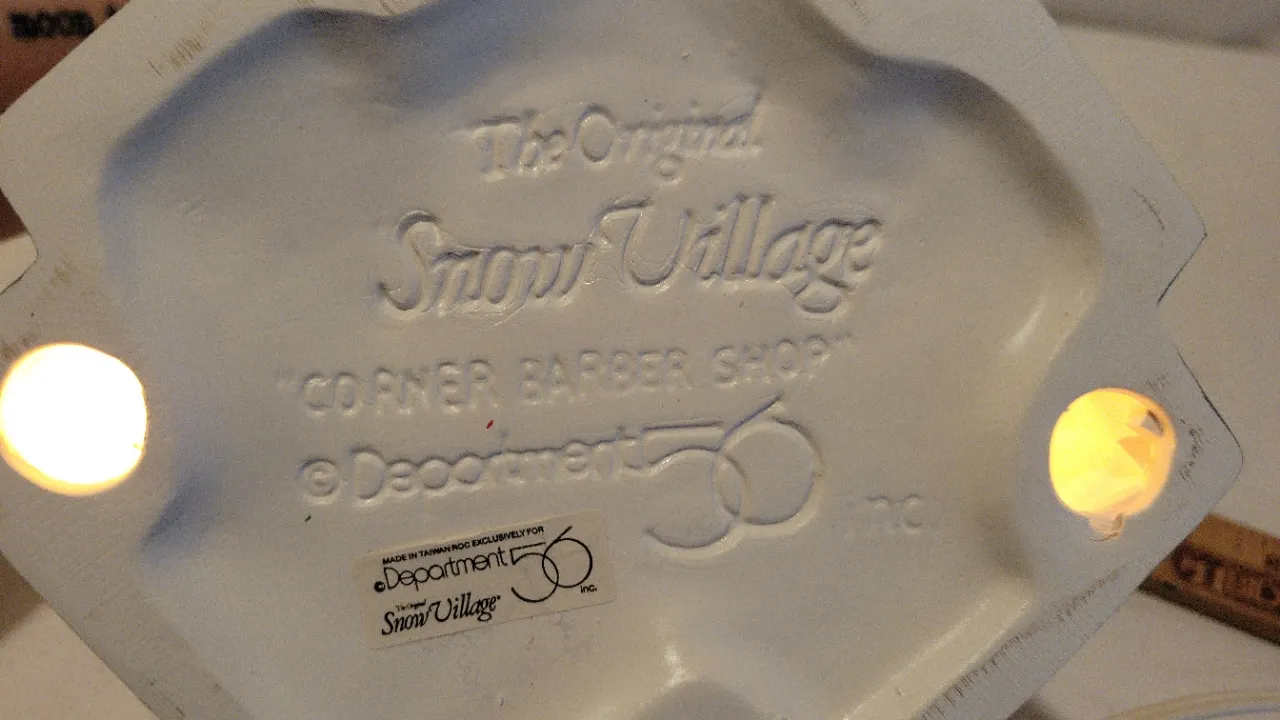 The Original
Snow Village
"CORNER BARBER SHOP"
© Department 56
INC
MADE IN TAIWAN ROC EXCLUSIVELY FOR
©Department 56
Inc.
The Original
Snow Village